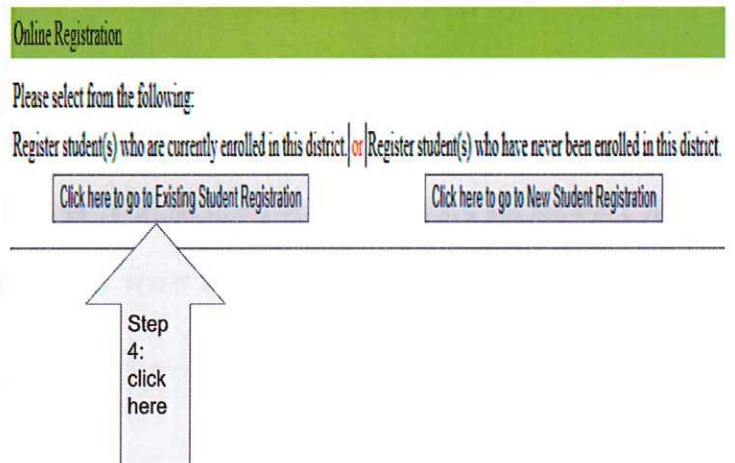 Online Registration
Please select from the following:
Register student(s) who are currently enrolled in this district. or Register student(s) who have never been enrolled in this district.
Click here to go to Existing Student Registration Click here to go to New Student Registration
Step
4:
click
here